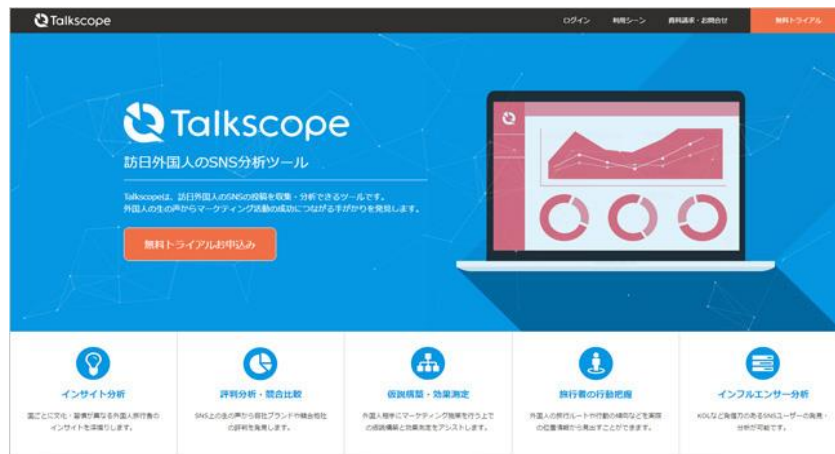 Talkscope
ログイン 利用シーン 資料請求・お問合せ 無料トライアル
Talkscope
訪日外国人のSNS分析ツール
Talkscopeは、訪日外国人のSNSの投稿を収集・分析できるツールです。
外国人の生の声からマーケティング活動の成功につながる手がかりを発見します。
無料トライアルお申込み
インサイト分析
国ごとに文化・習慣が異なる外国人旅行者の
インサイトを深堀りします。
評判分析・競合比較
SNS上の生の声から自社ブランドや競合他社
の評判を発見します。
仮説構築・効果測定
外国人相手にマーケティング施策を行う上で
の仮説構築と効果測定をアシストします。
旅行者の行動把握
外国人の旅行ルートや行動の傾向などを実際
の位置情報から見出すことができます。
インフルエンサー分析
KOLなど発信力のあるSNSユーザーの発見・
分析が可能です。